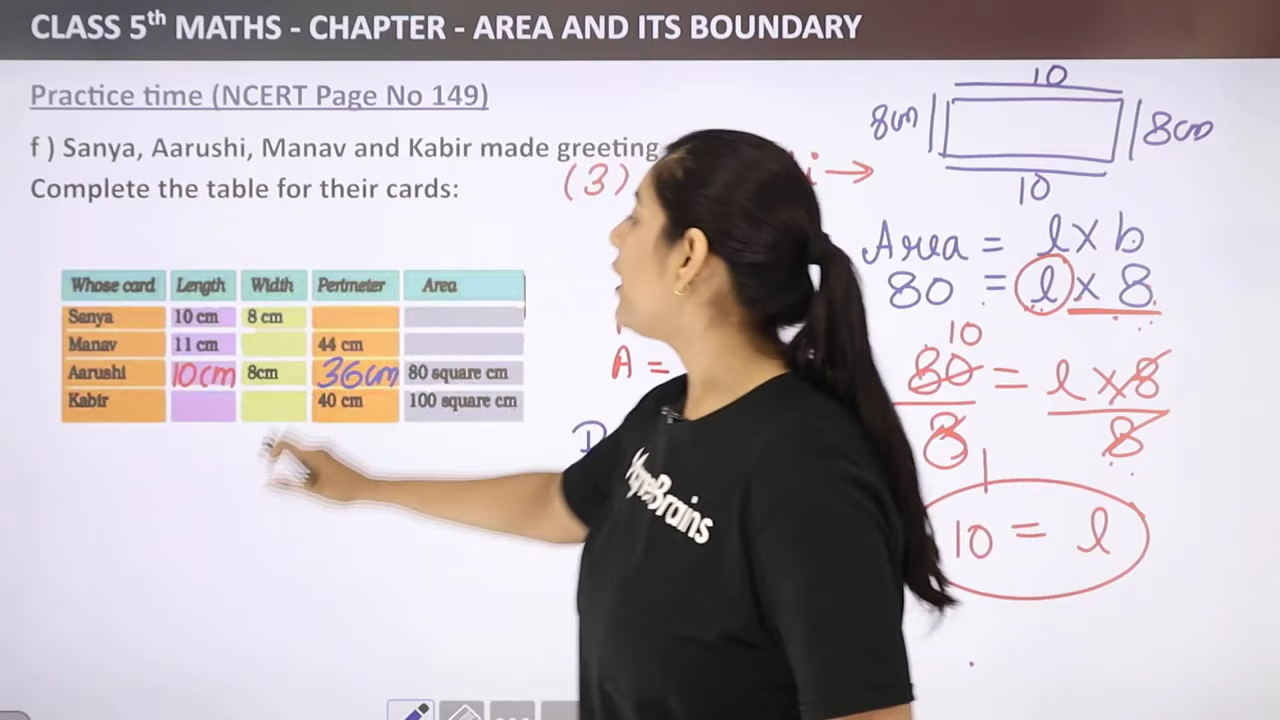 CLASS 5th MATHS - CHAPTER - AREA AND ITS BOUNDARY
Practice time (NCERT Page No 149)
f ) Sanya, Aarushi, Manav and Kabir made greeting
Complete the table for their cards:
Whose card Length Width Perimeter Area
Sanya 10 cm 8 cm
Manav 11 cm 44 cm
Aarushi 10cm 8cm 36cm 80 square cm
Kabir 40 cm 100 square cm
(3) i →
A =
10
8cm 8cm
10
Area = l x b
80 = l x 8
10
80 = l x 8
8 8
1
10 = l
MagnetBrains